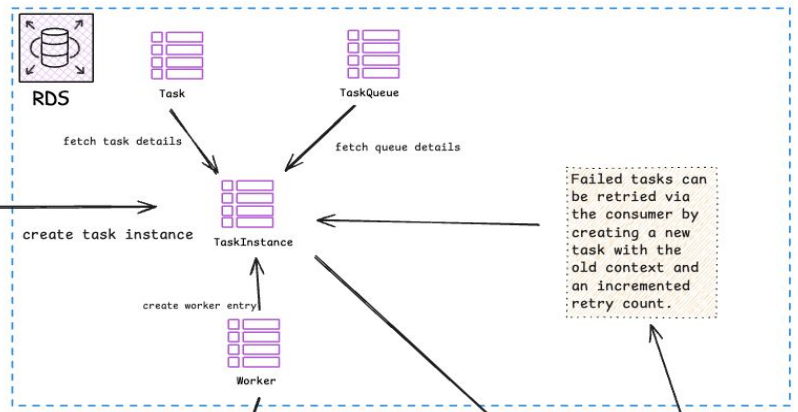 RDS
Task
TaskQueue
fetch task details
fetch queue details
create task instance
TaskInstance
Failed tasks can
be retried via
the consumer by
creating a new
task with the
old context and
an incremented
retry count.
create worker entry
Worker